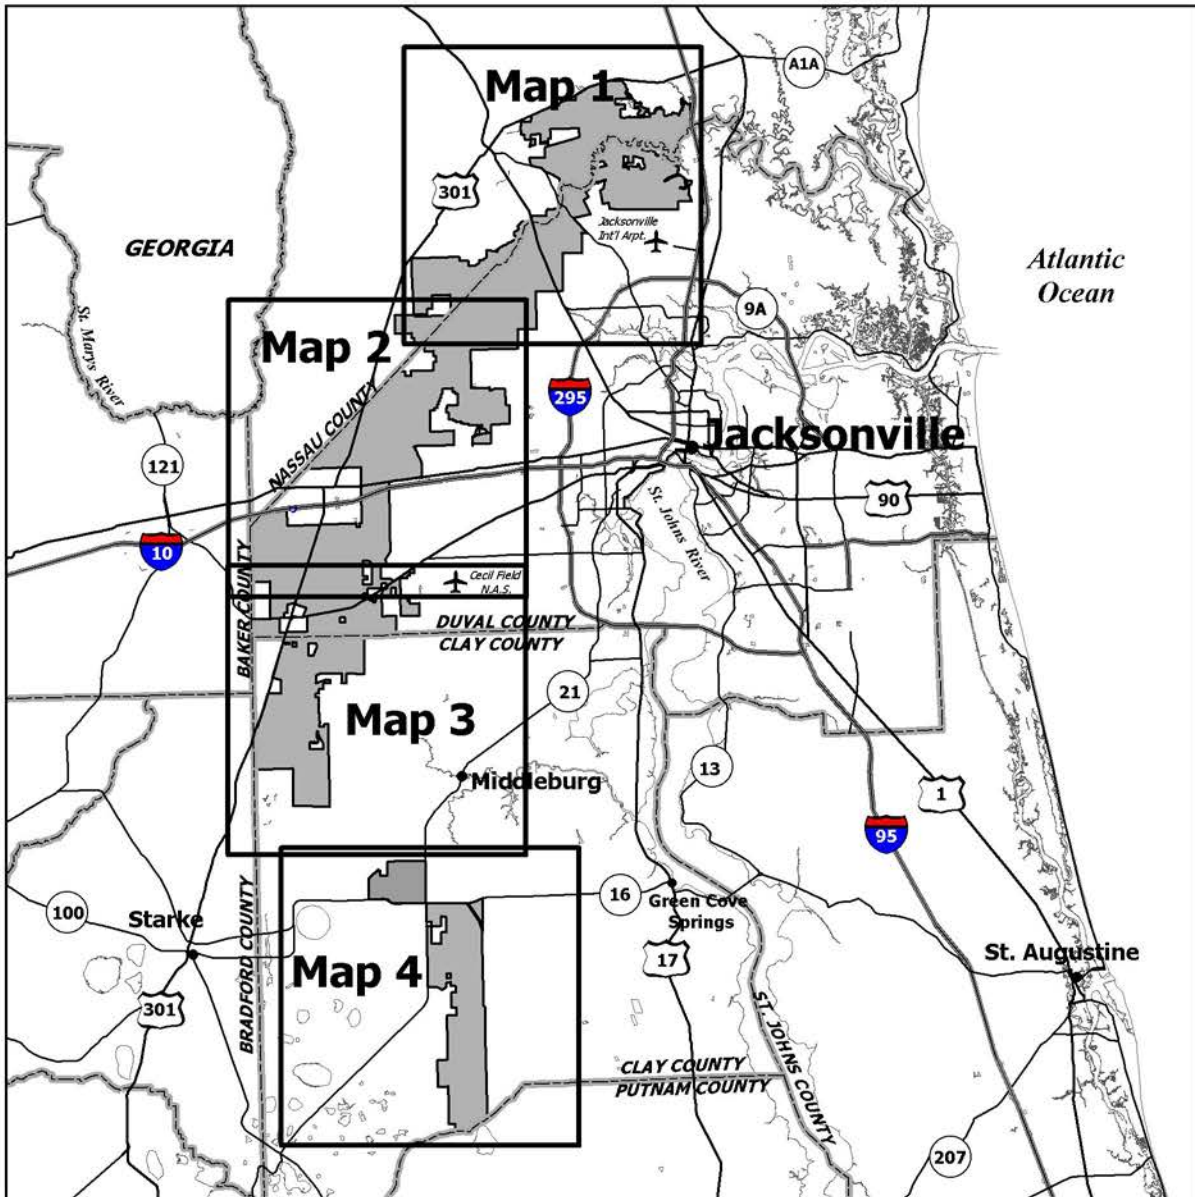 Map 1
A1A
301
Jacksonville
Int'l Arpt.
GEORGIA
Atlantic
Ocean
St. Marys River
Map 2
9A
NASSAU COUNTY
295
Jacksonville
121
90
St. Johns River
10
Cecil Field
N.A.S.
BAKER COUNTY
DUVAL COUNTY
CLAY COUNTY
21
Map 3
13
Middleburg
1
95
16
Green Cove
Springs
100
Starke
BRADFORD COUNTY
Map 4
17
St. Augustine
301
ST. JOHNS COUNTY
CLAY COUNTY
PUTNAM COUNTY
207